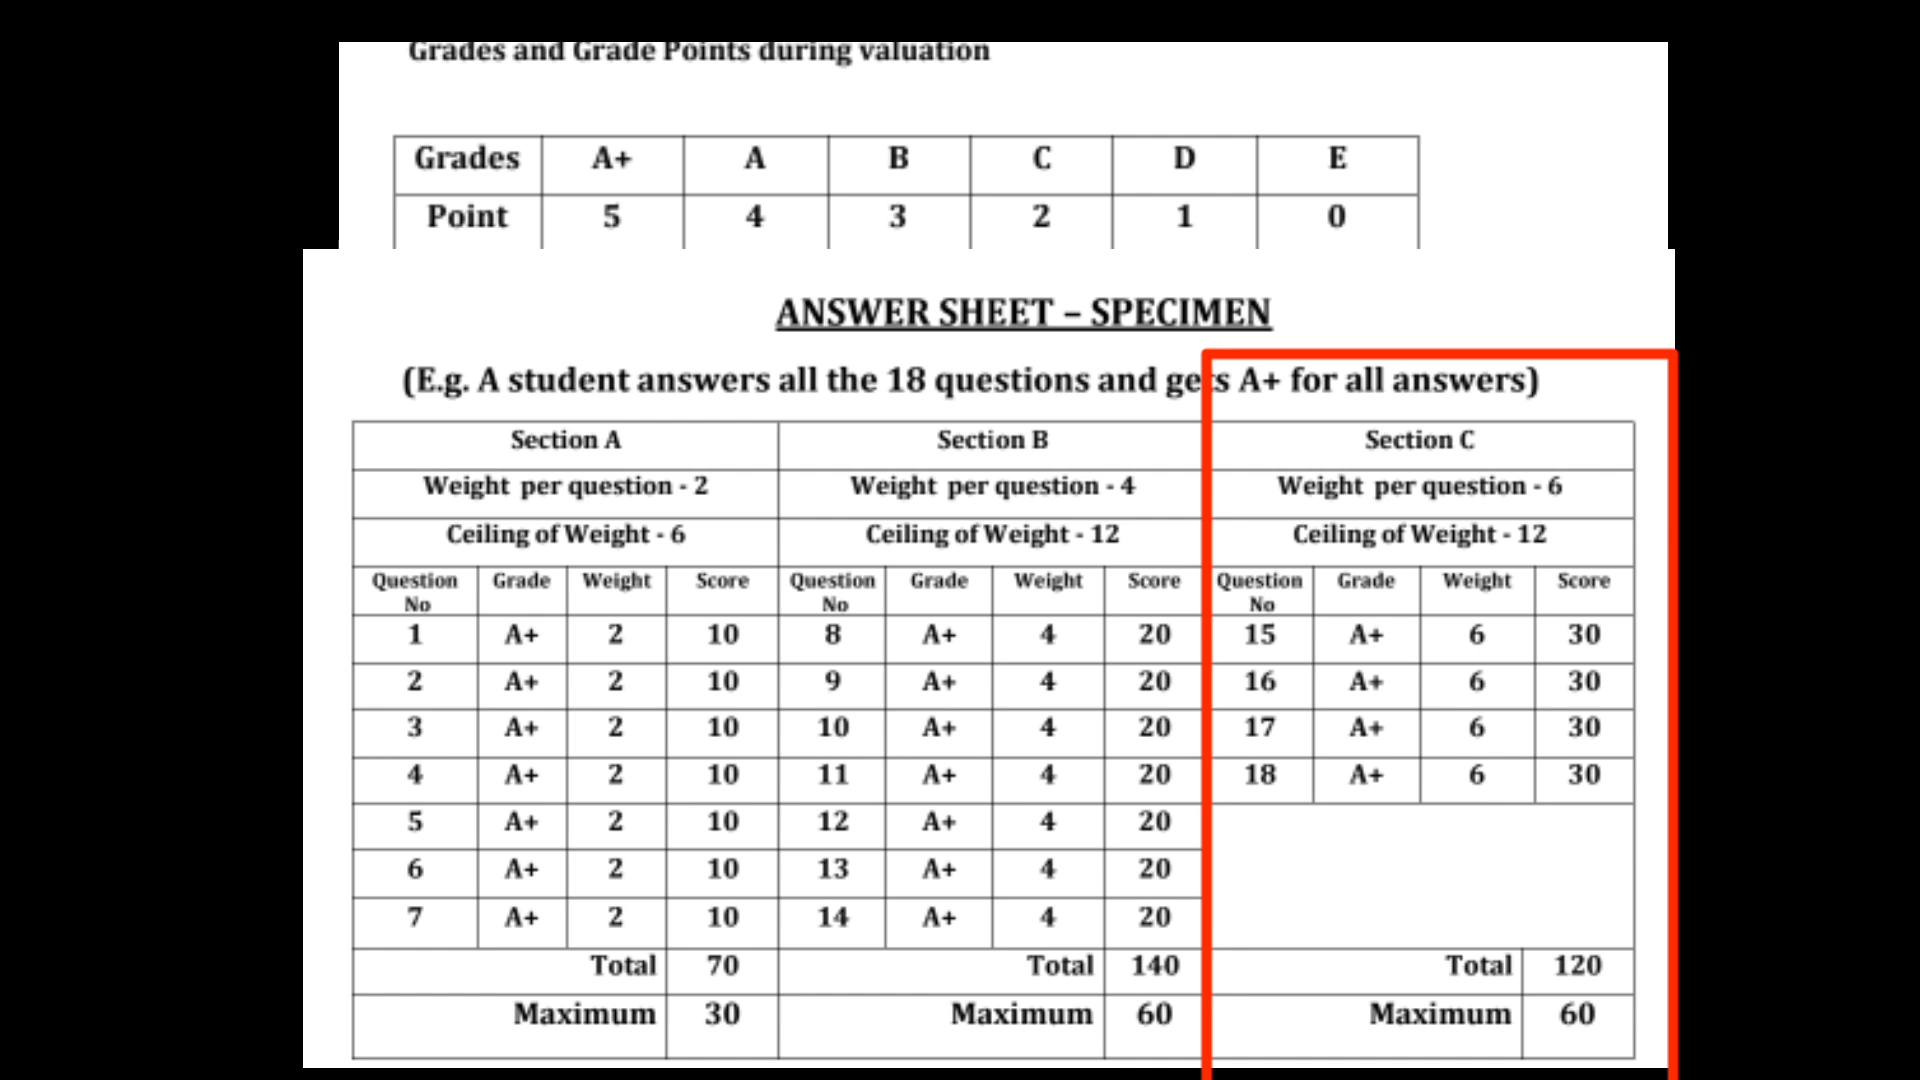 Grades and Grade Points during valuation
Grades A+ A B C D E
Point 5 4 3 2 1 0
ANSWER SHEET – SPECIMEN
(E.g. A student answers all the 18 questions and gets A+ for all answers)
Section A Section B Section C
Weight per question - 2 Weight per question - 4 Weight per question - 6
Ceiling of Weight - 6 Ceiling of Weight - 12 Ceiling of Weight - 12
Question No Grade Weight Score Question No Grade Weight Score Question No Grade Weight Score
1 A+ 2 10 8 A+ 4 20 15 A+ 6 30
2 A+ 2 10 9 A+ 4 20 16 A+ 6 30
3 A+ 2 10 10 A+ 4 20 17 A+ 6 30
4 A+ 2 10 11 A+ 4 20 18 A+ 6 30
5 A+ 2 10 12 A+ 4 20
6 A+ 2 10 13 A+ 4 20
7 A+ 2 10 14 A+ 4 20
Total 70 Total 140 Total 120
Maximum 30 Maximum 60 Maximum 60